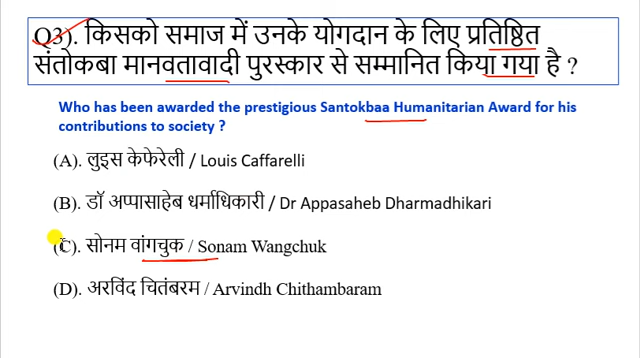 Q3). किसको समाज में उनके योगदान के लिए प्रतिष्ठित
संतोकबा मानवतावादी पुरस्कार से सम्मानित किया गया है ?
Who has been awarded the prestigious Santokbaa Humanitarian Award for his
contributions to society ?
(A). लुइस केफेरेली / Louis Caffarelli
(B). डॉ अप्पासाहेब धर्माधिकारी / Dr Appasaheb Dharmadhikari
(C). सोनम वांगचुक / Sonam Wangchuk
(D). अरविंद चितंबरम / Arvindh Chithambaram